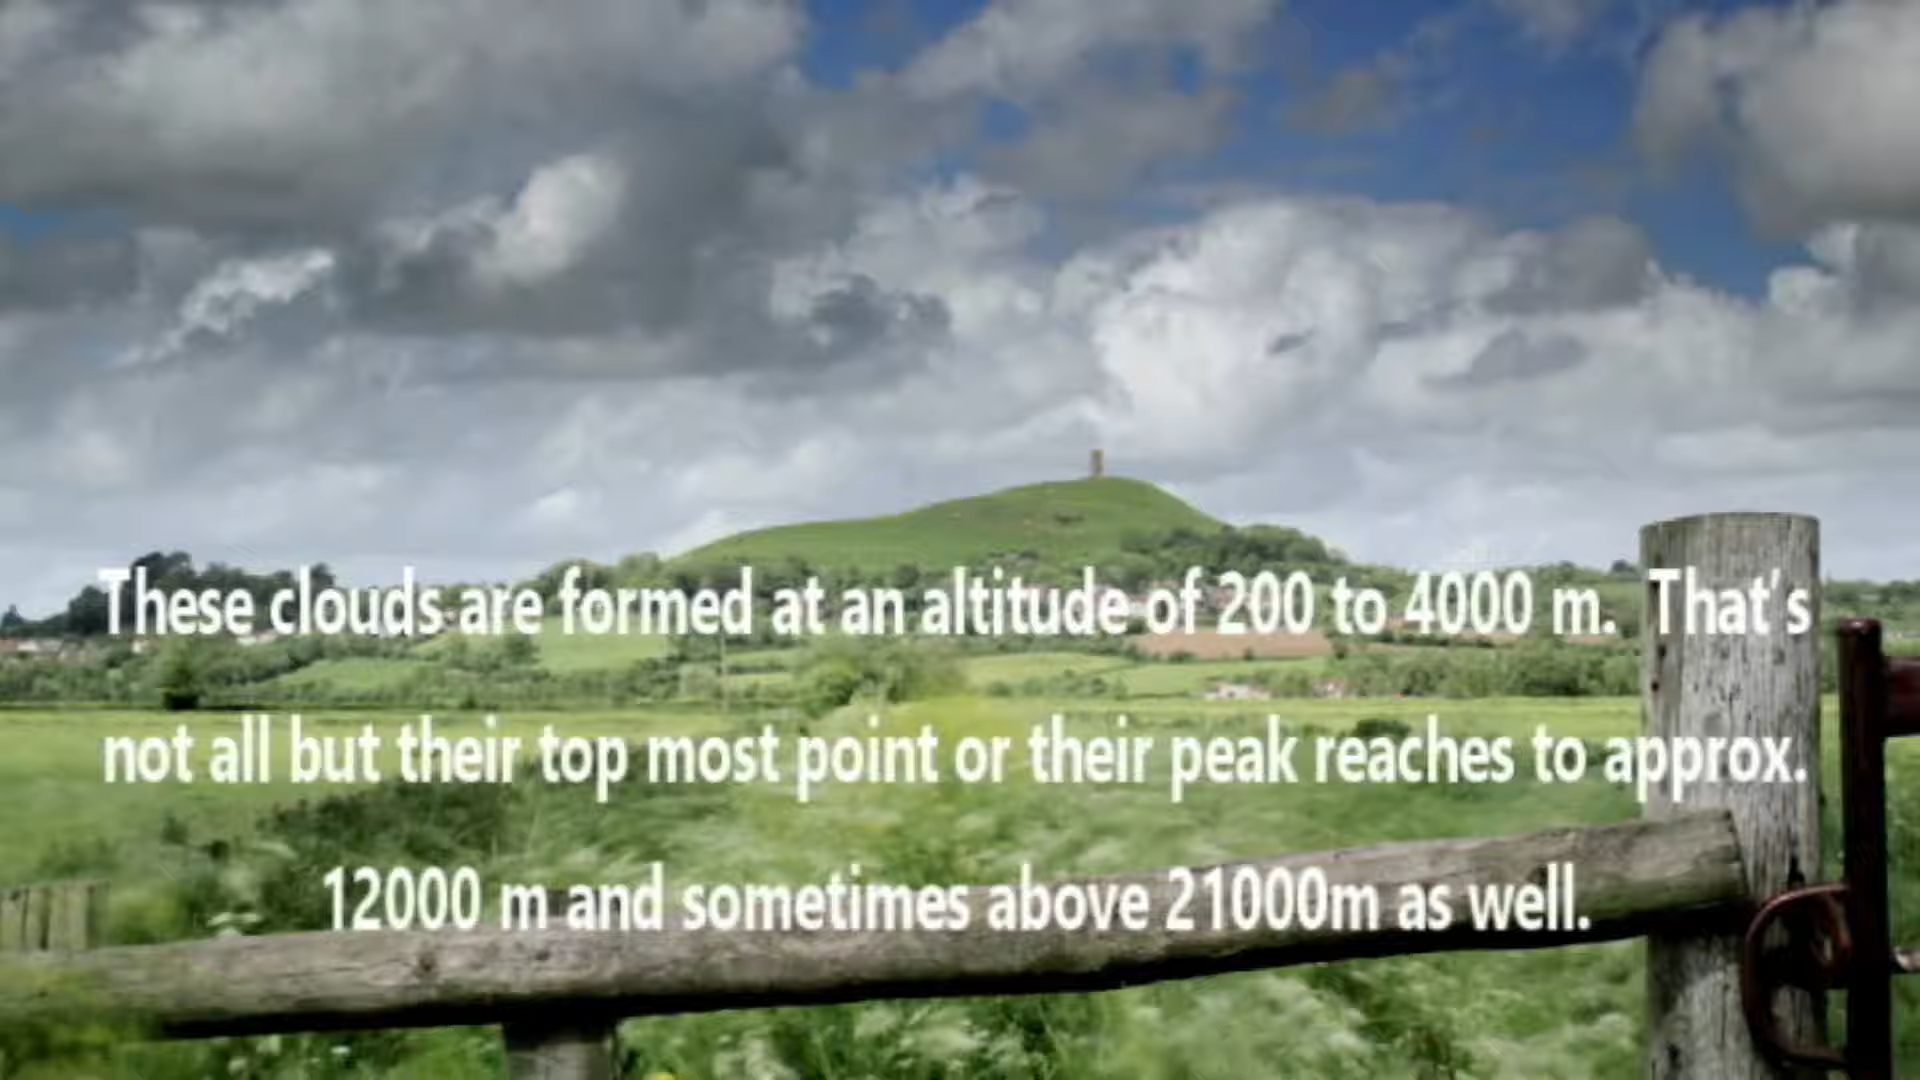 These clouds are formed at an altitude of 200 to 4000 m. That's
not all but their top most point or their peak reaches to approx.
12000 m and sometimes above 21000m as well.